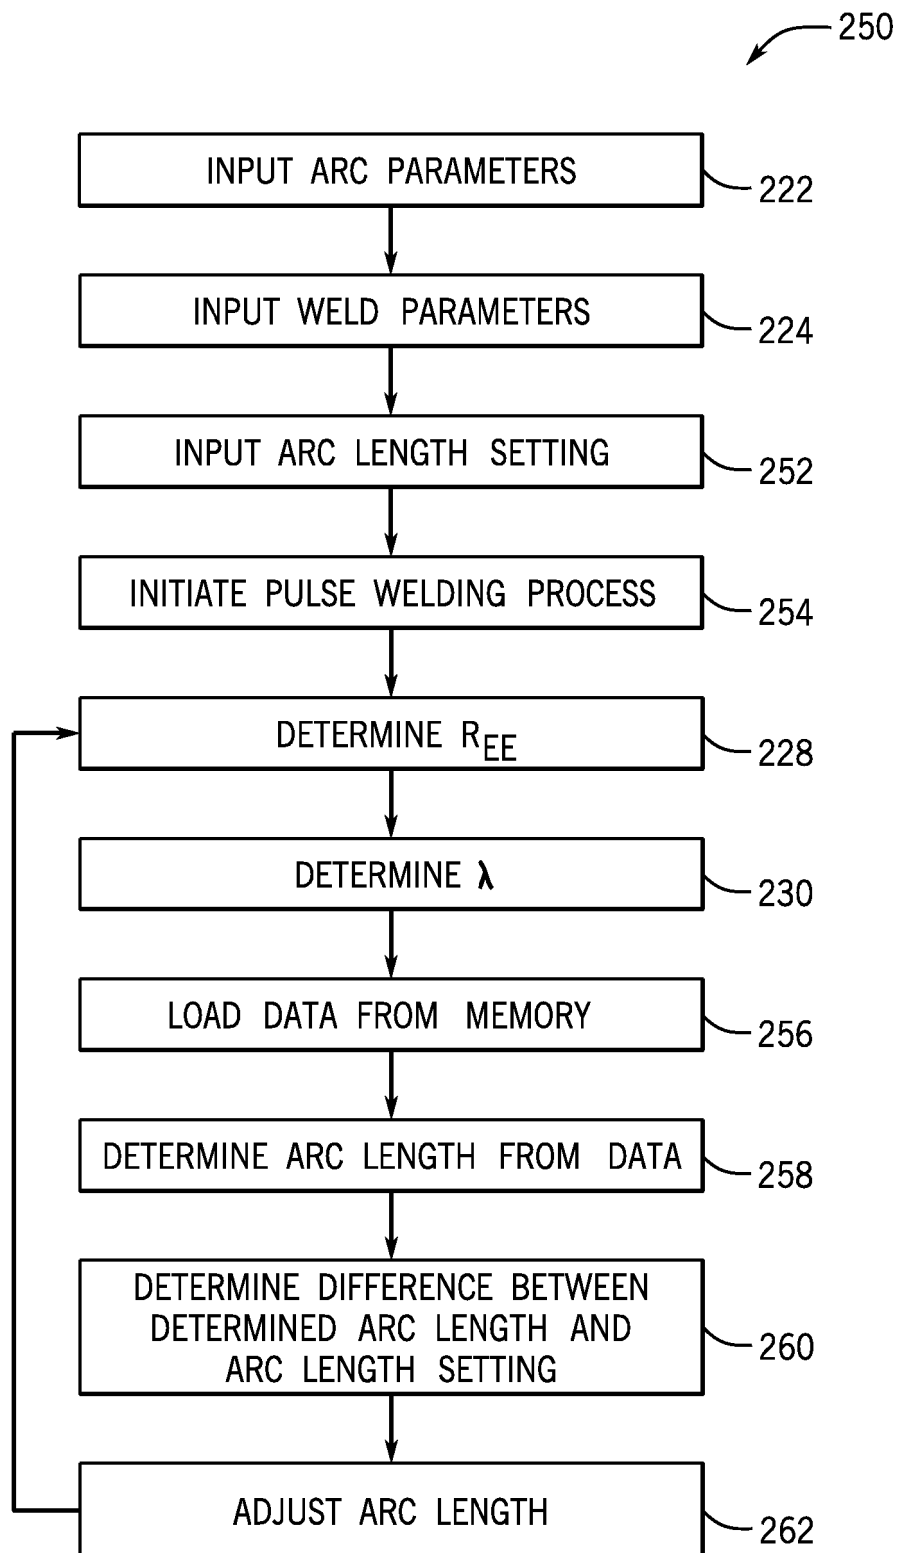 250
INPUT ARC PARAMETERS
222
INPUT WELD PARAMETERS
224
INPUT ARC LENGTH SETTING
252
INITIATE PULSE WELDING PROCESS
254
DETERMINE R_EE
228
DETERMINE λ
230
LOAD DATA FROM MEMORY
256
DETERMINE ARC LENGTH FROM DATA
258
DETERMINE DIFFERENCE BETWEEN
DETERMINED ARC LENGTH AND
ARC LENGTH SETTING
260
ADJUST ARC LENGTH
262